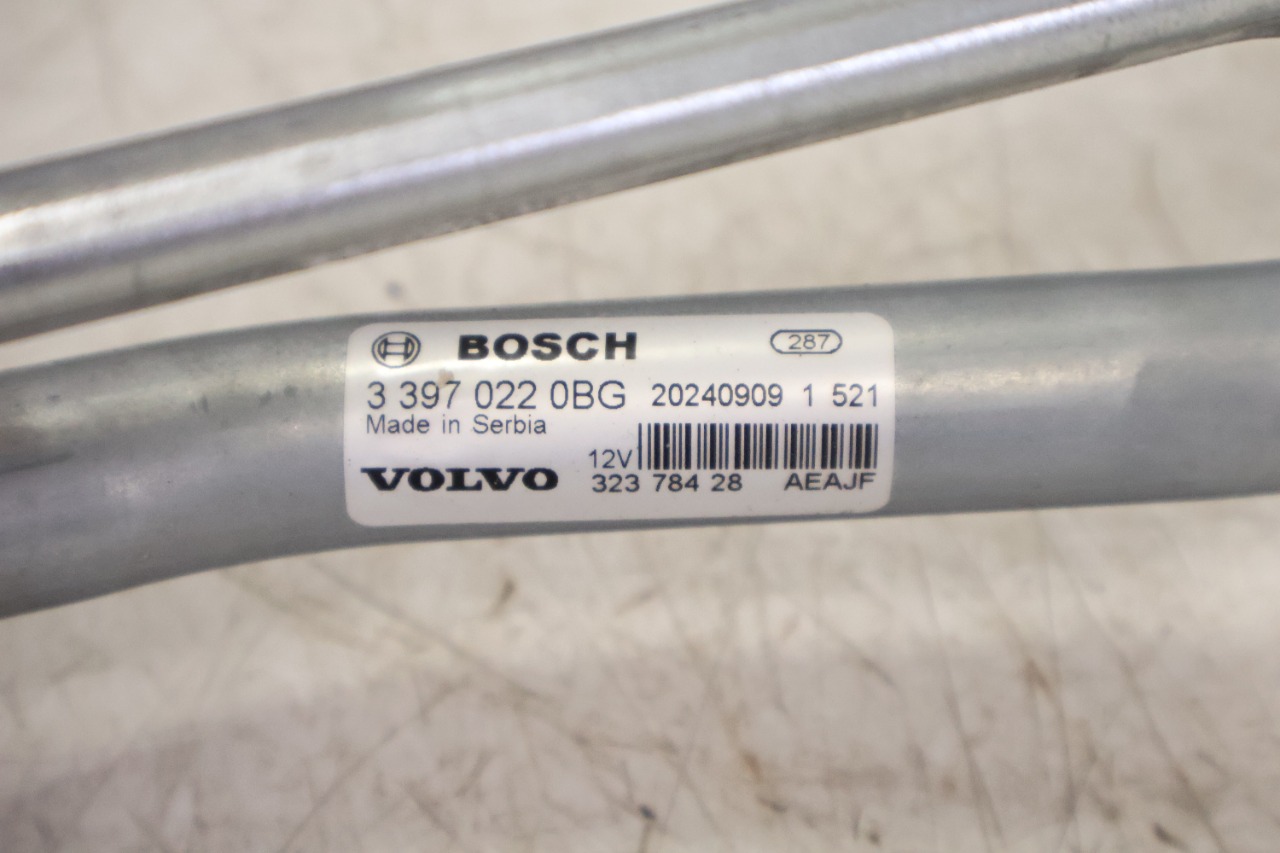 BOSCH 287
3 397 022 0BG 20240909 1 521
Made in Serbia
12V
VOLVO 323 784 28 AEAJF